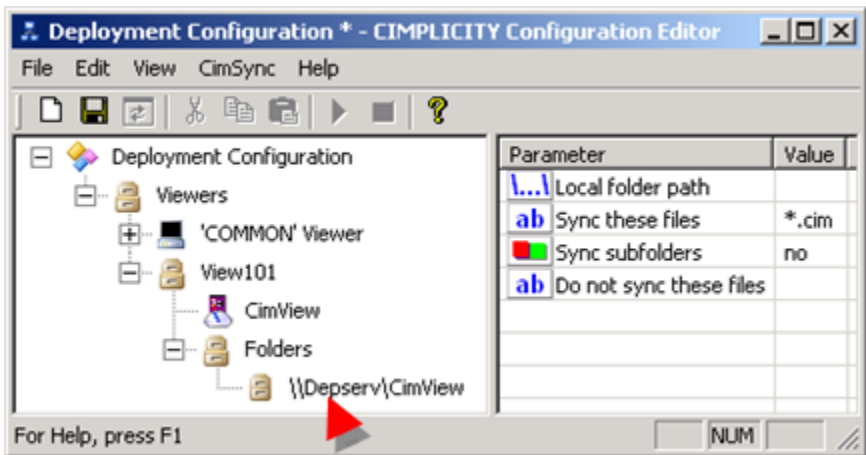 Deployment Configuration * - CIMPLICITY Configuration Editor
File Edit View CimSync Help
Deployment Configuration
Viewers
'COMMON' Viewer
View101
CimView
Folders
\\Depserv\CimView
Parameter Value
\...\ Local folder path
ab Sync these files *.cim
Sync subfolders no
ab Do not sync these files
For Help, press F1
NUM